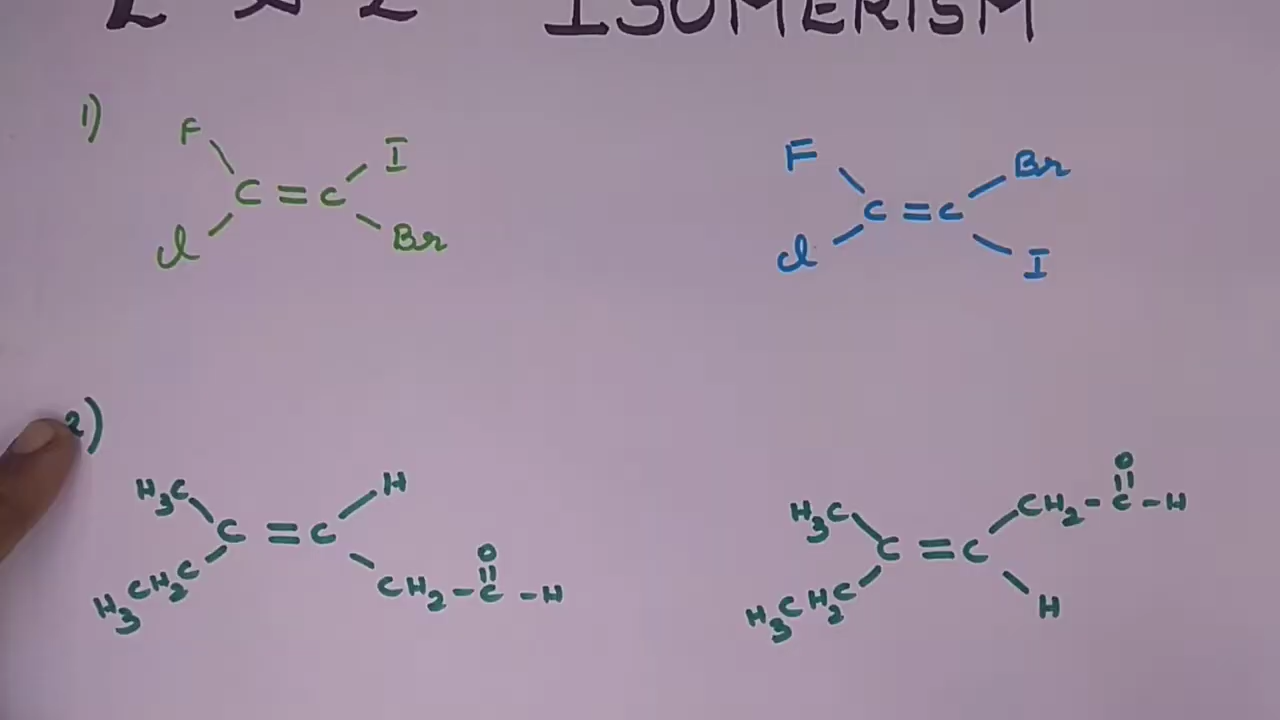 E & Z ISOMERISM
1)
F I F Br
C = C C = C
Cl Br Cl I
2)
H₃C H H₃C CH₂-C-H
O
C = C C = C
O
H₃CH₂C CH₂-C-H H₃CH₂C H